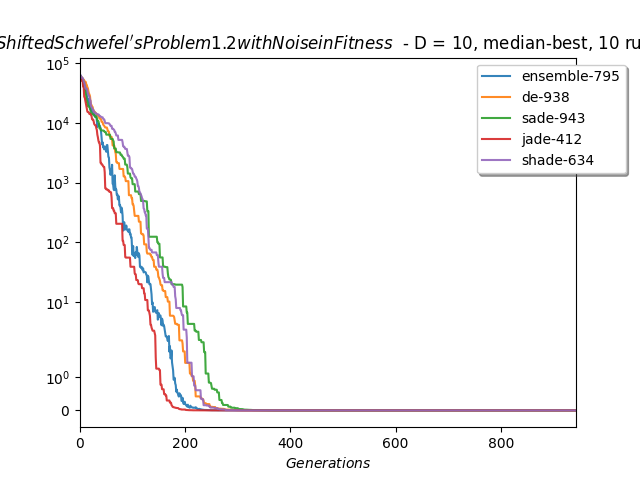 ShiftedSchwefel'sProblem1.2withNoiseinFitness - D = 10, median-best, 10 ru
10^5
10^4
10^3
10^2
10^1
10^0
0
ensemble-795
de-938
sade-943
jade-412
shade-634
0 200 400 600 800
Generations